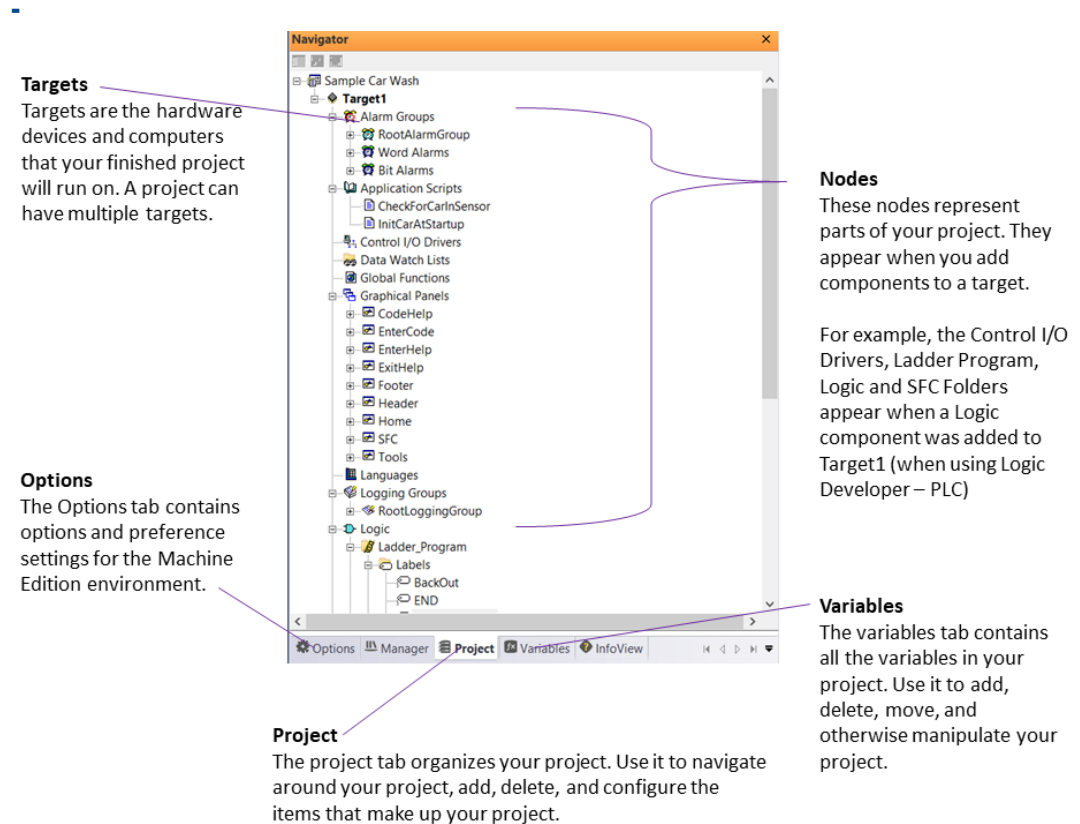 Navigator
Sample Car Wash
Target1
Alarm Groups
RootAlarmGroup
Word Alarms
Bit Alarms
Application Scripts
CheckForCarInSensor
InitCarAtStartup
Control I/O Drivers
Data Watch Lists
Global Functions
Graphical Panels
CodeHelp
EnterCode
EnterHelp
ExitHelp
Footer
Header
Home
SFC
Tools
Languages
Logging Groups
RootLoggingGroup
Logic
Ladder_Program
Labels
BackOut
END
Options Manager Project Variables InfoView
Targets
Targets are the hardware
devices and computers
that your finished project
will run on. A project can
have multiple targets.
Nodes
These nodes represent
parts of your project. They
appear when you add
components to a target.
For example, the Control I/O
Drivers, Ladder Program,
Logic and SFC Folders
appear when a Logic
component was added to
Target1 (when using Logic
Developer – PLC)
Options
The Options tab contains
options and preference
settings for the Machine
Edition environment.
Variables
The variables tab contains
all the variables in your
project. Use it to add,
delete, move, and
otherwise manipulate your
project.
Project
The project tab organizes your project. Use it to navigate
around your project, add, delete, and configure the
items that make up your project.